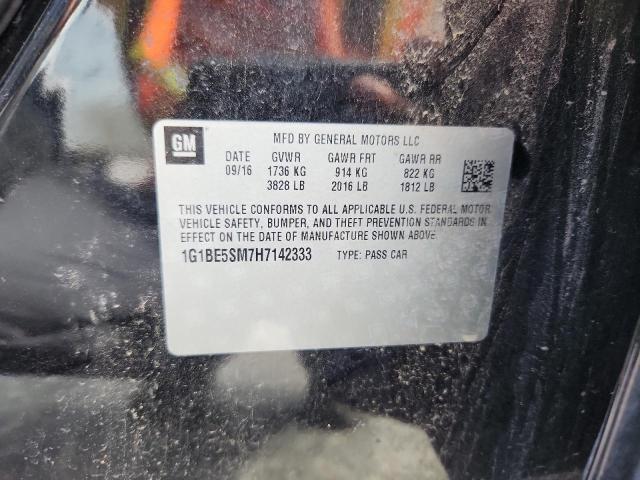 GM
MFD BY GENERAL MOTORS LLC
DATE GVWR GAWR FRT GAWR RR
09/16 1736 KG 914 KG 822 KG
3828 LB 2016 LB 1812 LB
THIS VEHICLE CONFORMS TO ALL APPLICABLE U.S. FEDERAL MOTOR
VEHICLE SAFETY, BUMPER, AND THEFT PREVENTION STANDARDS IN
EFFECT ON THE DATE OF MANUFACTURE SHOWN ABOVE.
1G1BE5SM7H7142333 TYPE: PASS CAR